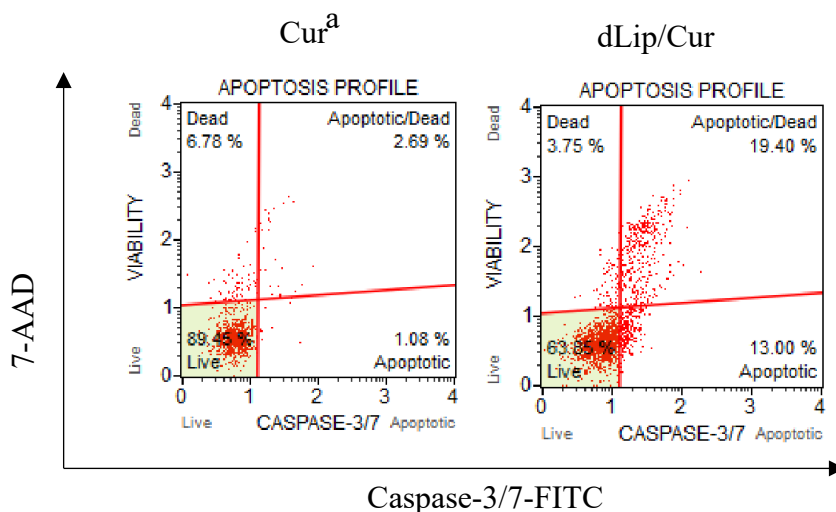 Cur^a
dLip/Cur
APOPTOSIS PROFILE
4
3
2
1
0
Dead
Live
VIABILITY
Dead
6.78 %
Apoptotic/Dead
2.69 %
89.45 %
Live
1.08 %
Apoptotic
0 1 2 3 4
Live CASPASE-3/7 Apoptotic
APOPTOSIS PROFILE
4
3
2
1
0
Dead
Live
VIABILITY
Dead
3.75 %
Apoptotic/Dead
19.40 %
63.85 %
Live
13.00 %
Apoptotic
0 1 2 3 4
Live CASPASE-3/7 Apoptotic
7-AAD
Caspase-3/7-FITC